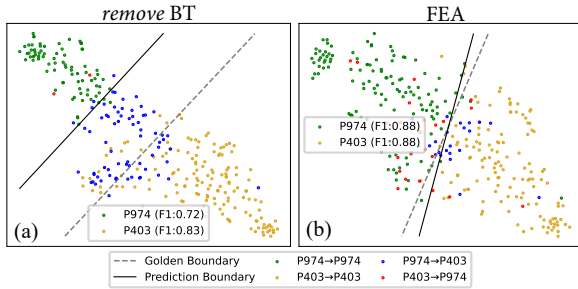 remove BT
FEA
P974 (F1:0.72)
P403 (F1:0.83)
(a)
P974 (F1:0.88)
P403 (F1:0.88)
(b)
Golden Boundary
Prediction Boundary
P974→P974
P403→P403
P974→P403
P403→P974